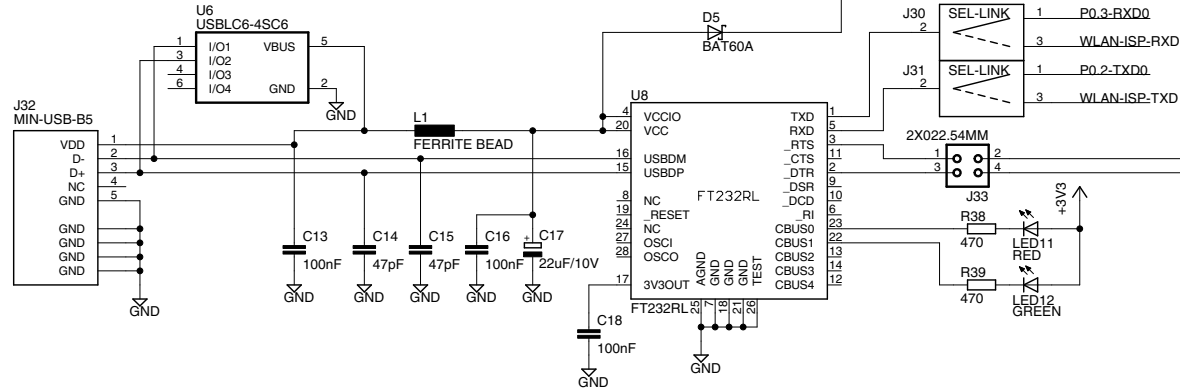 U6
USBLC6-4SC6
1 I/O1 VBUS 5
3 I/O2
4 I/O3
6 I/O4 GND 2
GND
D5
BAT60A
J30 SEL-LINK 1 P0.3-RXD0
2
3 WLAN-ISP-RXD
J31 SEL-LINK 1 P0.2-TXD0
2
3 WLAN-ISP-TXD
J32
MIN-USB-B5
VDD 1
D- 2
D+ 3
NC 4
GND 5
GND
GND
GND
GND
GND
L1
FERRITE BEAD
C13
100nF
GND
C14
47pF
GND
C15
47pF
GND
C16
100nF
GND
+ C17
22uF/10V
GND
U8
4 VCCIO TXD 1
20 VCC RXD 5
_RTS 3
16 USBDM _CTS 11
15 USBDP _DTR 2
_DSR 9
8 NC FT232RL _DCD 10
19 _RESET _RI 6
24 NC CBUS0 23
27 OSCI CBUS1 22
28 OSCO CBUS2 13
CBUS3 14
17 3V3OUT CBUS4 12
AGND GND GND GND TEST
25 7 18 21 26
FT232RL
GND
C18
100nF
GND
2X022.54MM
1 2
3 4
J33
+3V3
R38
470
LED11
RED
R39
470
LED12
GREEN